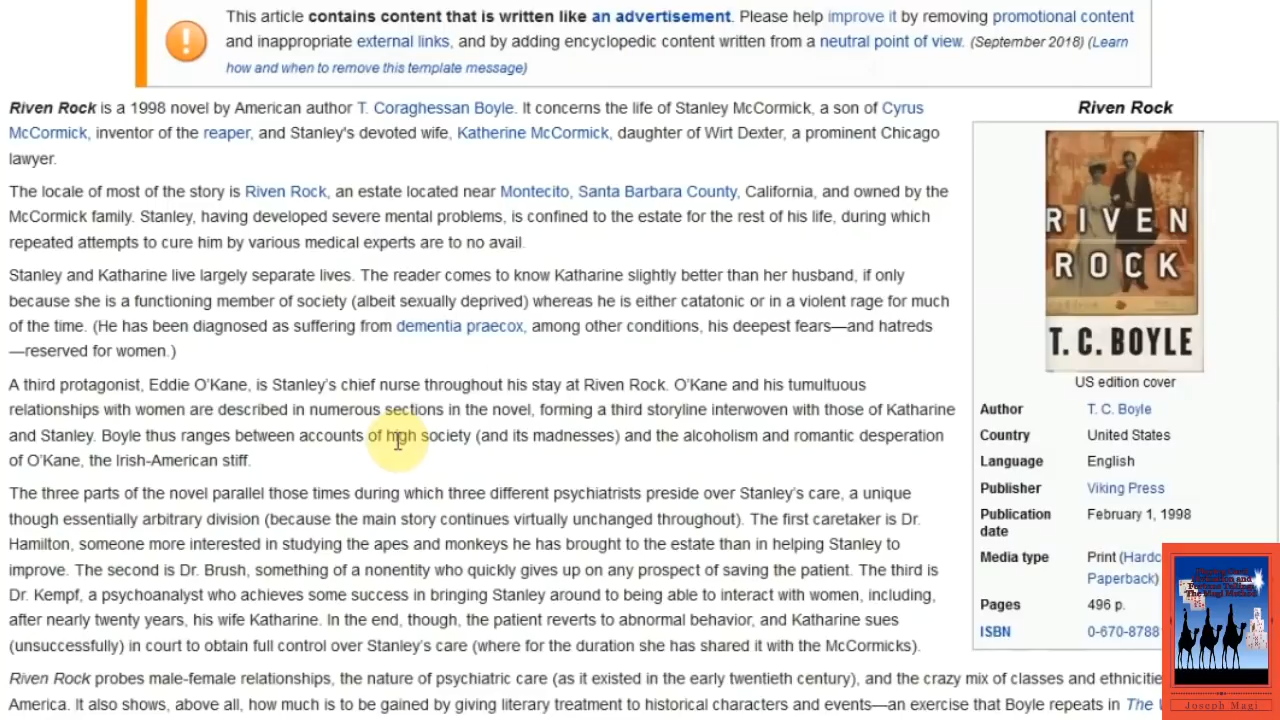 This article contains content that is written like an advertisement. Please help improve it by removing promotional content
and inappropriate external links, and by adding encyclopedic content written from a neutral point of view. (September 2018) (Learn
how and when to remove this template message)
Riven Rock is a 1998 novel by American author T. Coraghessan Boyle. It concerns the life of Stanley McCormick, a son of Cyrus
McCormick, inventor of the reaper, and Stanley's devoted wife, Katherine McCormick, daughter of Wirt Dexter, a prominent Chicago
lawyer.
The locale of most of the story is Riven Rock, an estate located near Montecito, Santa Barbara County, California, and owned by the
McCormick family. Stanley, having developed severe mental problems, is confined to the estate for the rest of his life, during which
repeated attempts to cure him by various medical experts are to no avail.
Stanley and Katharine live largely separate lives. The reader comes to know Katharine slightly better than her husband, if only
because she is a functioning member of society (albeit sexually deprived) whereas he is either catatonic or in a violent rage for much
of the time. (He has been diagnosed as suffering from dementia praecox, among other conditions, his deepest fears—and hatreds
—reserved for women.)
A third protagonist, Eddie O'Kane, is Stanley's chief nurse throughout his stay at Riven Rock. O'Kane and his tumultuous
relationships with women are described in numerous sections in the novel, forming a third storyline interwoven with those of Katharine
and Stanley. Boyle thus ranges between accounts of high society (and its madnesses) and the alcoholism and romantic desperation
of O'Kane, the Irish-American stiff.
The three parts of the novel parallel those times during which three different psychiatrists preside over Stanley's care, a unique
though essentially arbitrary division (because the main story continues virtually unchanged throughout). The first caretaker is Dr.
Hamilton, someone more interested in studying the apes and monkeys he has brought to the estate than in helping Stanley to
improve. The second is Dr. Brush, something of a nonentity who quickly gives up on any prospect of saving the patient. The third is
Dr. Kempf, a psychoanalyst who achieves some success in bringing Stanley around to being able to interact with women, including,
after nearly twenty years, his wife Katharine. In the end, though, the patient reverts to abnormal behavior, and Katharine sues
(unsuccessfully) in court to obtain full control over Stanley's care (where for the duration she has shared it with the McCormicks).
Riven Rock probes male-female relationships, the nature of psychiatric care (as it existed in the early twentieth century), and the crazy mix of classes and ethnicitie
America. It also shows, above all, how much is to be gained by giving literary treatment to historical characters and events—an exercise that Boyle repeats in The
Riven Rock
RIVEN
ROCK
T. C. BOYLE
US edition cover
Author T. C. Boyle
Country United States
Language English
Publisher Viking Press
Publication February 1, 1998
date
Media type Print (Hardc
Paperback)
Pages 496 p.
ISBN 0-670-8788
The Magi Method
Joseph Magi